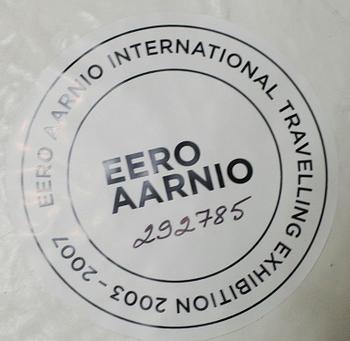 EERO AARNIO INTERNATIONAL TRAVELLING EXHIBITION 2003 - 2007
EERO
AARNIO
292785